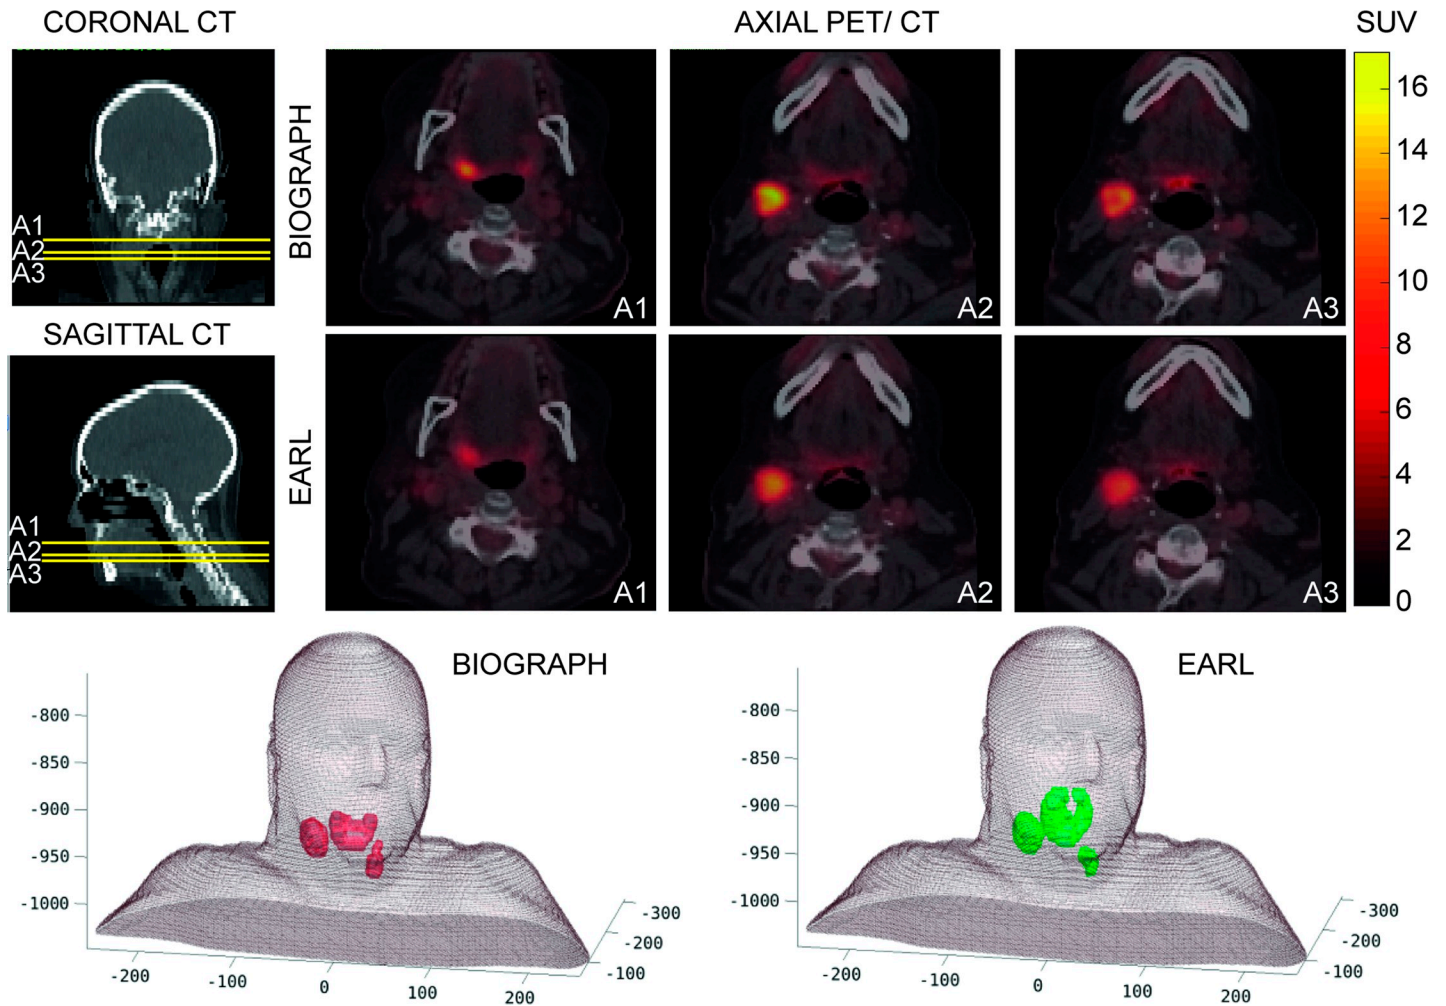 CORONAL CT
AXIAL PET/ CT
SUV
BIOGRAPH
A1
A2
A3
A1
A2
A3
16
14
12
10
8
6
4
2
0
SAGITTAL CT
EARL
A1
A2
A3
A1
A2
A3
BIOGRAPH
-800
-850
-900
-950
-1000
-200
-100
0
100
200
-300
-200
-100
EARL
-800
-850
-900
-950
-1000
-200
-100
0
100
200
-300
-200
-100